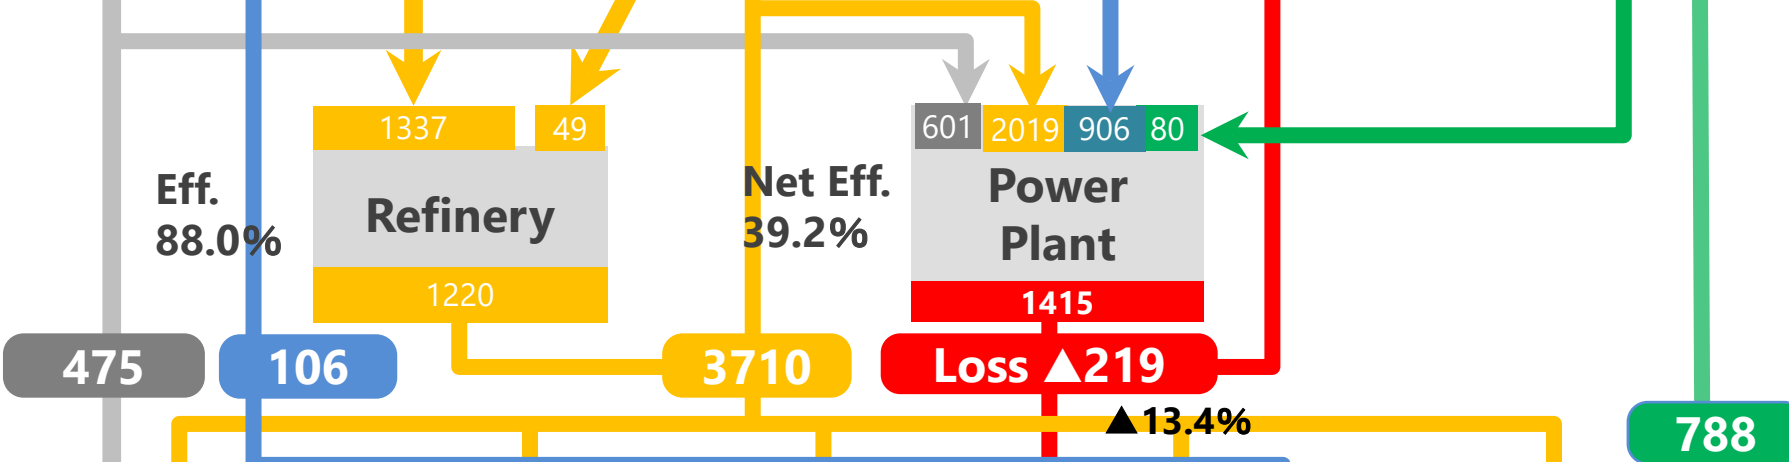 1337
49
601
2019
906
80
Eff.
88.0%
Refinery
Net Eff.
39.2%
Power
Plant
1220
1415
475
106
3710
Loss ▲219
▲13.4%
788